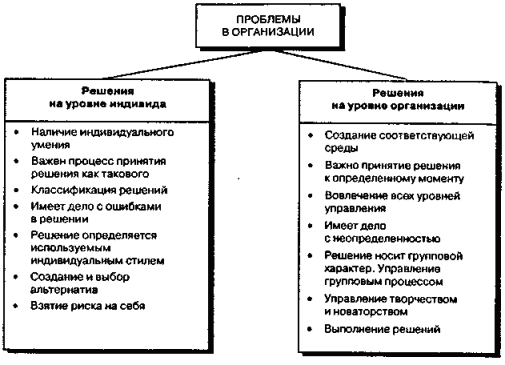 ПРОБЛЕМЫ
В ОРГАНИЗАЦИИ
Решения
на уровне индивида
• Наличие индивидуального
умения
• Важен процесс принятия
решения как такового
• Классификация решений
• Имеет дело с ошибками
в решении
• Решение определяется
используемым
индивидуальным стилем
• Создание и выбор
альтернатив
• Взятие риска на себя
Решения
на уровне организации
• Создание соответствующей
среды
• Важно принятие решения
к определенному моменту
• Вовлечение всех уровней
управления
• Имеет дело
с неопределенностью
• Решение носит групповой
характер. Управление
групповым процессом
• Управление творчеством
и новаторством
• Выполнение решений